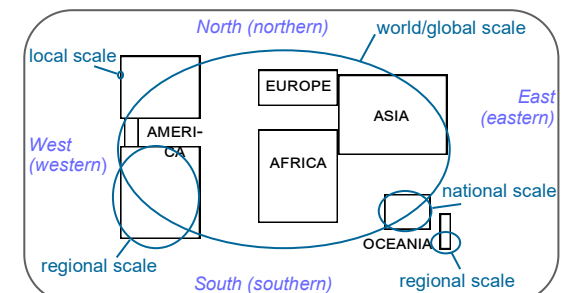 North (northern)
world/global scale
local scale
EUROPE
ASIA
East
(eastern)
AMERI-
CA
West
(western)
AFRICA
national scale
OCEANIA
regional scale
regional scale
South (southern)